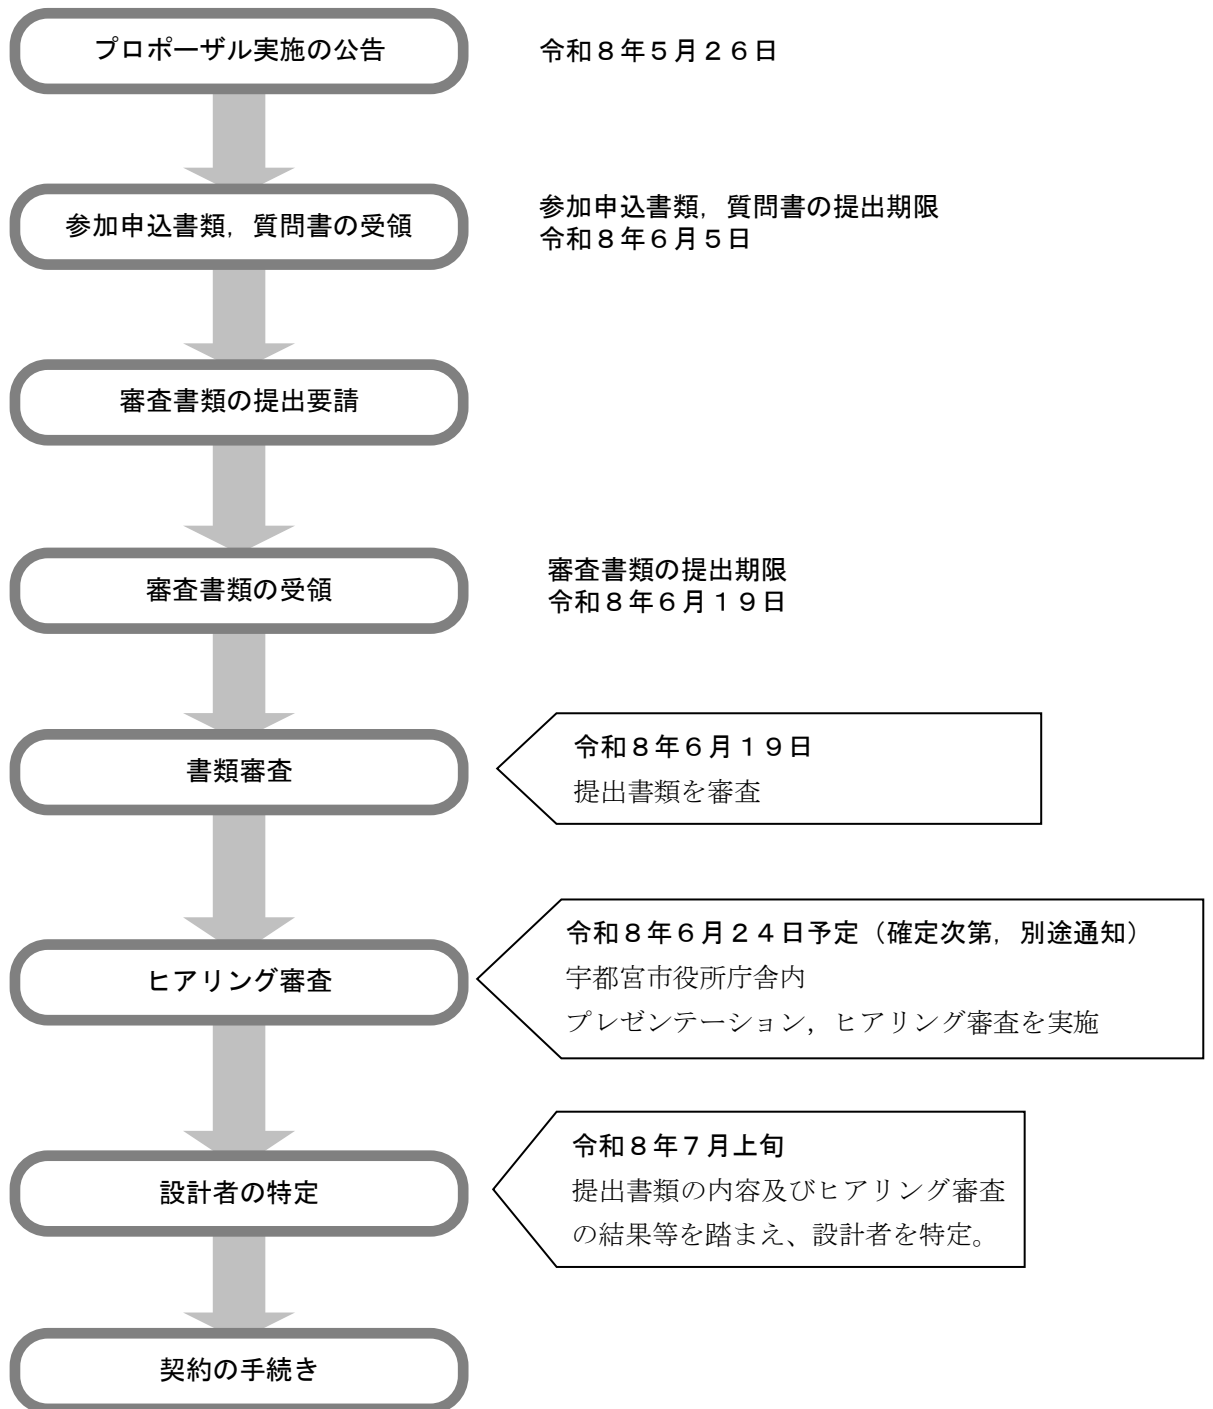 プロポーザル実施の公告
令和８年５月２６日
参加申込書類，質問書の受領
参加申込書類，質問書の提出期限
令和８年６月５日
審査書類の提出要請
審査書類の受領
審査書類の提出期限
令和８年６月１９日
書類審査
令和８年６月１９日
提出書類を審査
ヒアリング審査
令和８年６月２４日予定（確定次第，別途通知）
宇都宮市役所庁舎内
プレゼンテーション，ヒアリング審査を実施
設計者の特定
令和８年７月上旬
提出書類の内容及びヒアリング審査
の結果等を踏まえ、設計者を特定。
契約の手続き